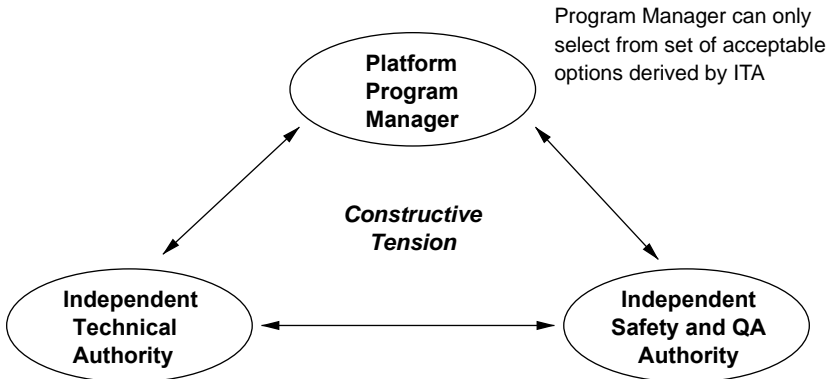 Program Manager can only
select from set of acceptable
options derived by ITA
Platform
Program
Manager
Constructive
Tension
Independent
Technical
Authority
Independent
Safety and QA
Authority